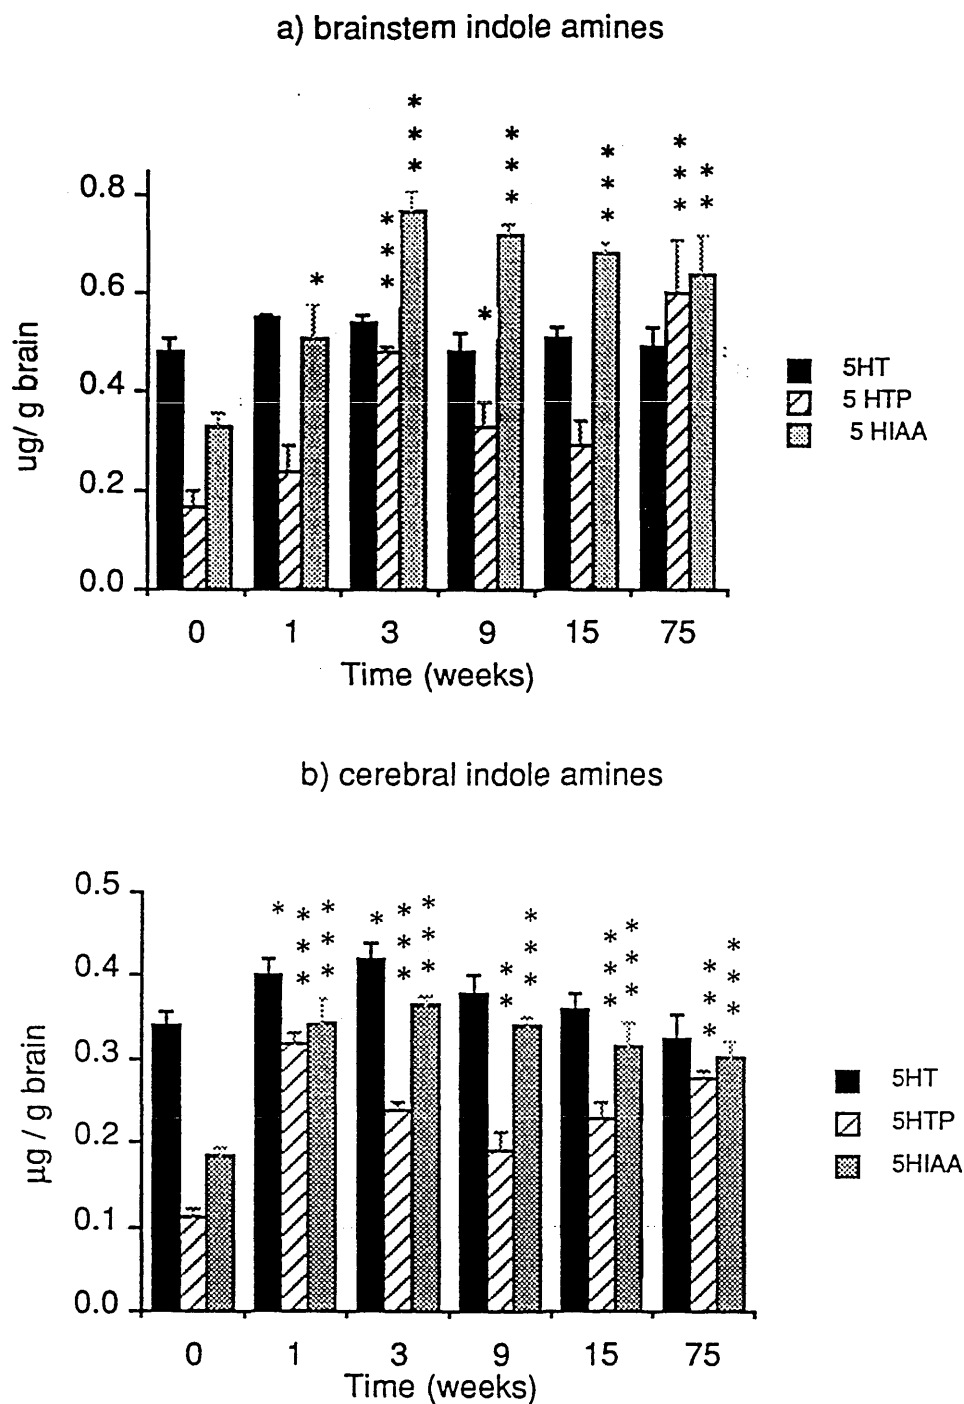 a) brainstem indole amines
* * * * * * * * * * * * * * * * * * * *
0.8
0.6
0.4
0.2
0.0
ug/ g brain
0 1 3 9 15 75
Time (weeks)
5HT
5 HTP
5 HIAA
b) cerebral indole amines
* * * * * * * * * * * * * * * * * * * * * * * * * * * * *
0.5
0.4
0.3
0.2
0.1
0.0
µg / g brain
0 1 3 9 15 75
Time (weeks)
5HT
5HTP
5HIAA